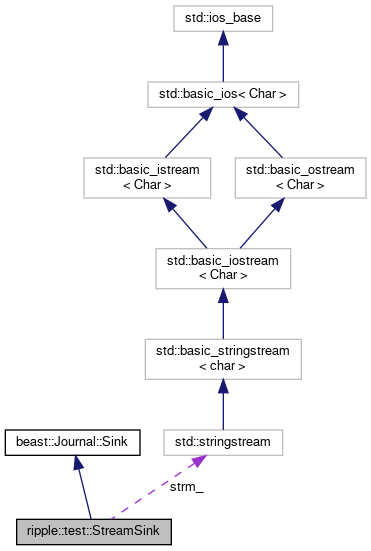 std::ios_base
std::basic_ios< Char >
std::basic_istream
< Char >
std::basic_ostream
< Char >
std::basic_iostream
< Char >
std::basic_stringstream
< char >
beast::Journal::Sink
std::stringstream
strm_
ripple::test::StreamSink